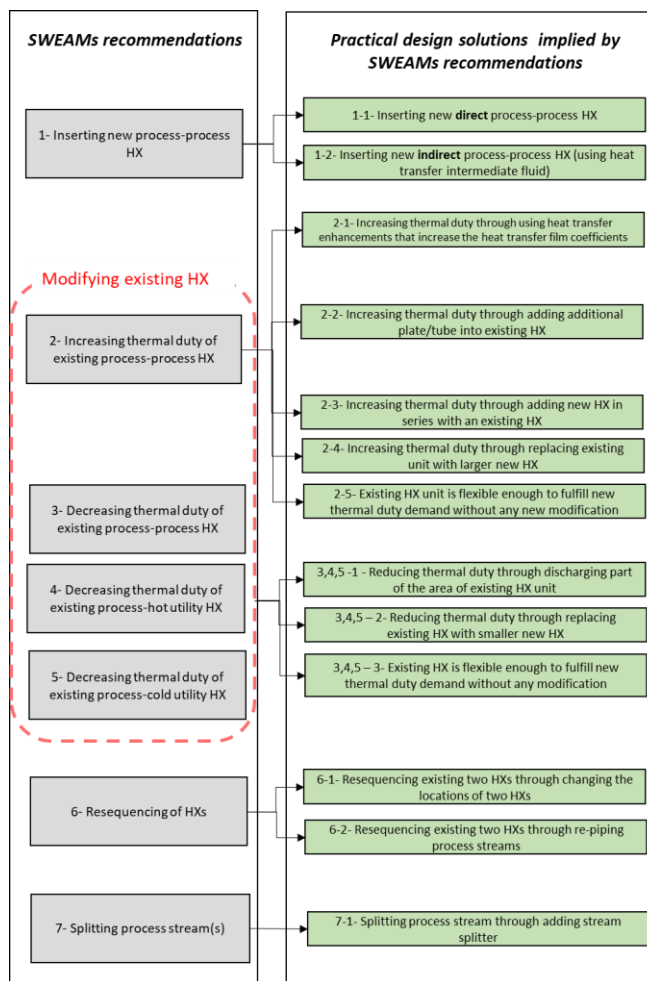 SWEAMs recommendations
Practical design solutions implied by
SWEAMs recommendations
1- Inserting new process-process
HX
1-1- Inserting new direct process-process HX
1-2- Inserting new indirect process-process HX (using
heat transfer intermediate fluid)
Modifying existing HX
2- Increasing thermal duty of
existing process-process HX
2-1- Increasing thermal duty through using heat transfer
enhancements that increase the heat transfer film coefficients
2-2- Increasing thermal duty through adding additional
plate/tube into existing HX
2-3- Increasing thermal duty through adding new HX in
series with an existing HX
2-4- Increasing thermal duty through replacing existing
unit with larger new HX
2-5- Existing HX unit is flexible enough to fulfill new
thermal duty demand without any new modification
3- Decreasing thermal duty of
existing process-process HX
4- Decreasing thermal duty of
existing process-hot utility HX
5- Decreasing thermal duty of
existing process-cold utility HX
3,4,5 -1 - Reducing thermal duty through discharging part
of the area of existing HX unit
3,4,5 – 2- Reducing thermal duty through replacing
existing HX with smaller new HX
3,4,5 – 3- Existing HX is flexible enough to fulfill new
thermal duty demand without any modification
6- Resequencing of HXs
6-1- Resequencing existing two HXs through changing the
locations of two HXs
6-2- Resequencing existing two HXs through re-piping
process streams
7- Splitting process stream(s)
7-1- Splitting process stream through adding stream
splitter